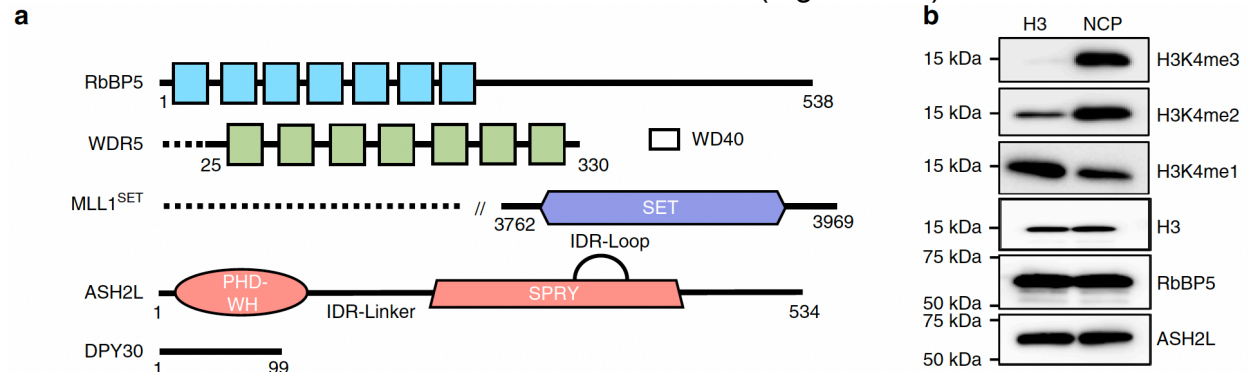 a
RbBP5
1
538
WDR5
25
330
WD40
MLL1SET
//
3762
SET
3969
IDR-Loop
ASH2L
PHD-
WH
SPRY
1
IDR-Linker
534
DPY30
1
99
b
H3 NCP
15 kDa H3K4me3
15 kDa H3K4me2
15 kDa H3K4me1
15 kDa H3
75 kDa
RbBP5
50 kDa
75 kDa
ASH2L
50 kDa